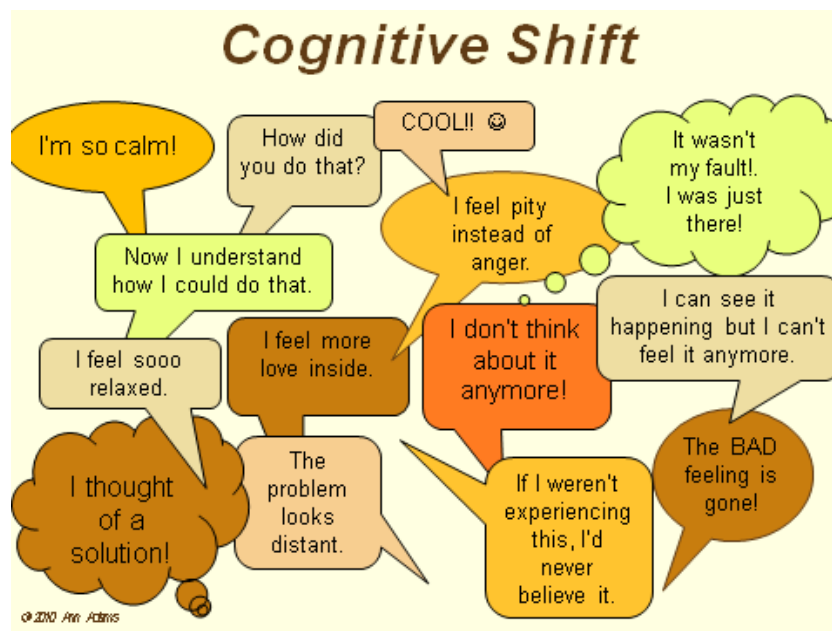 Cognitive Shift
I'm so calm!
How did
you do that?
COOL!! ☺
It wasn't
my fault!.
I was just
there!
I feel pity
instead of
anger.
Now I understand
how I could do that.
I can see it
happening but I can't
feel it anymore.
I feel sooo
relaxed.
I feel more
love inside.
I don't think
about it
anymore!
I thought
of a
solution!
The
problem
looks
distant.
If I weren't
experiencing
this, I'd
never
believe it.
The BAD
feeling is
gone!
© 2010 Ann Adams